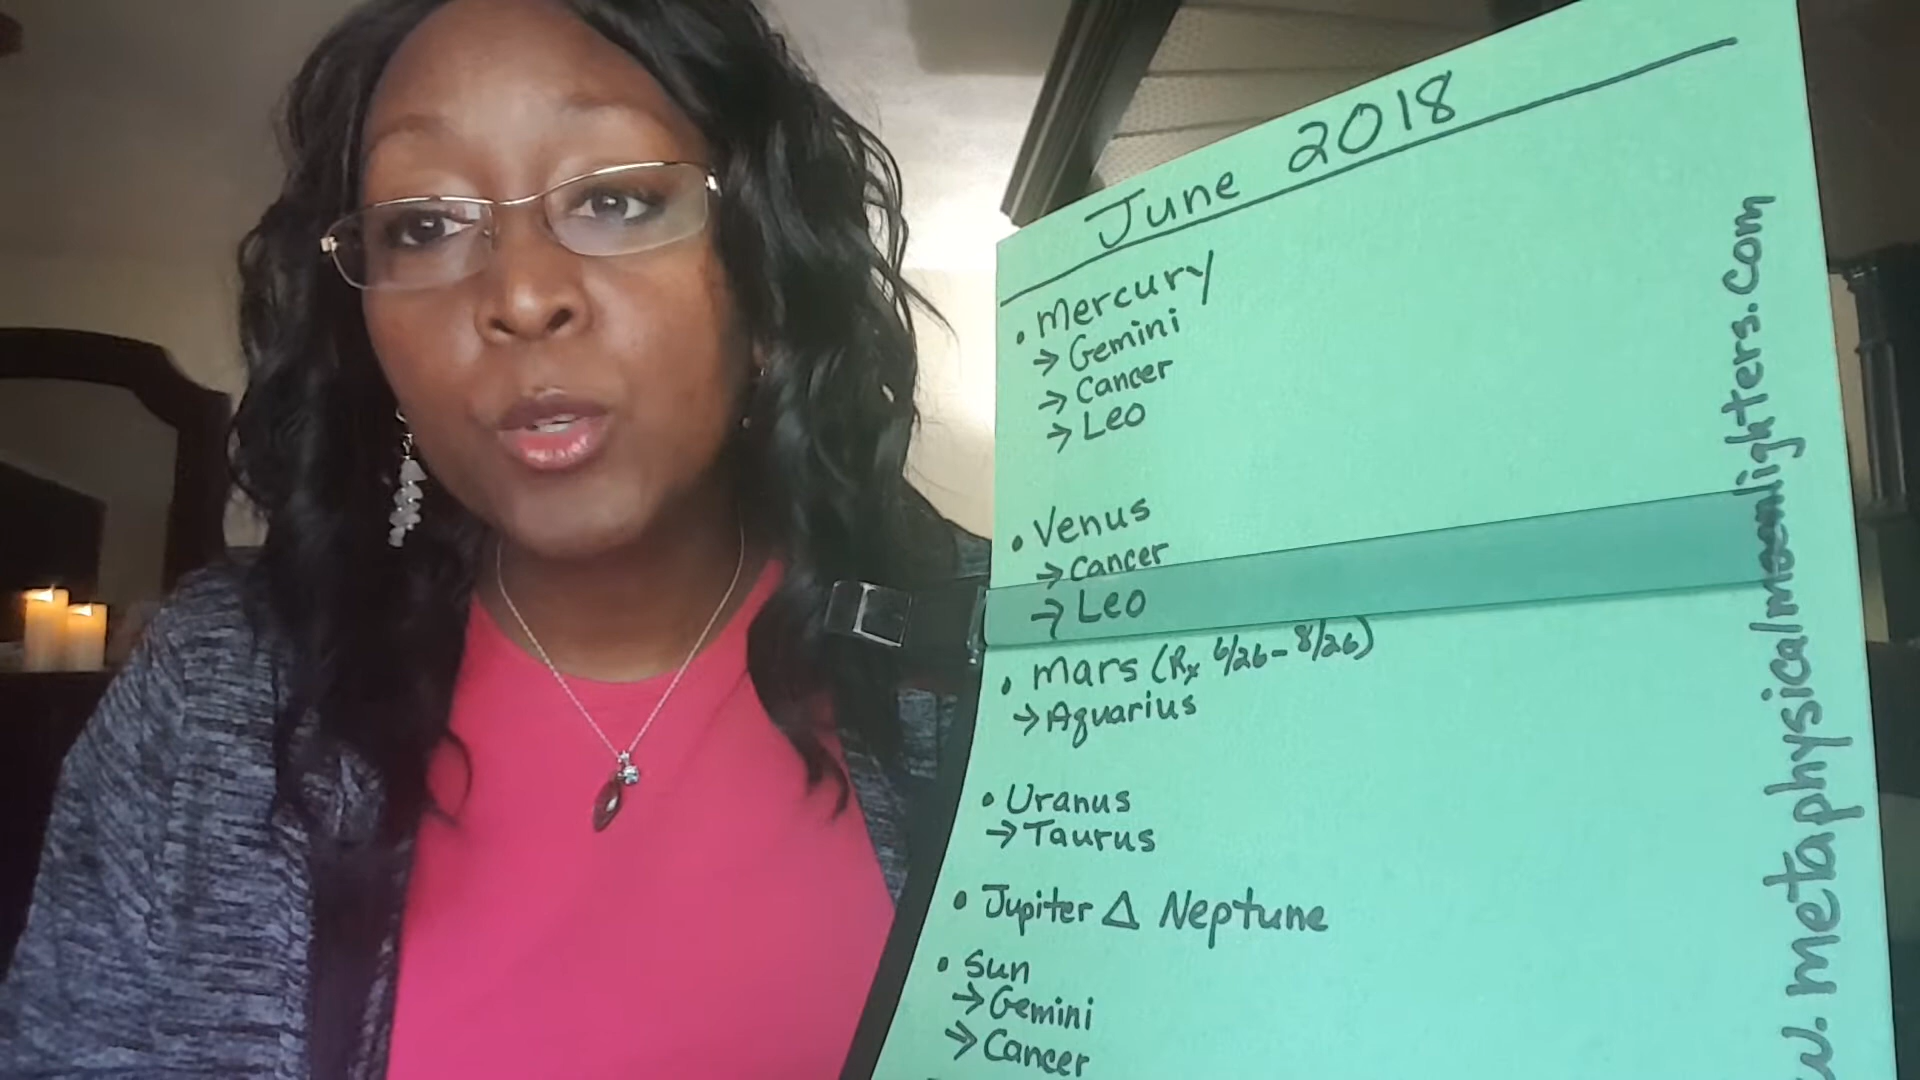 June 2018
• Mercury
→ Gemini
→ Cancer
→ Leo
• Venus
→ Cancer
→ Leo
• Mars (Rx 6/26-8/26)
→ Aquarius
• Uranus
→ Taurus
• Jupiter Δ Neptune
• Sun
→ Gemini
→ Cancer
w.metaphysicalmoonlighters.com